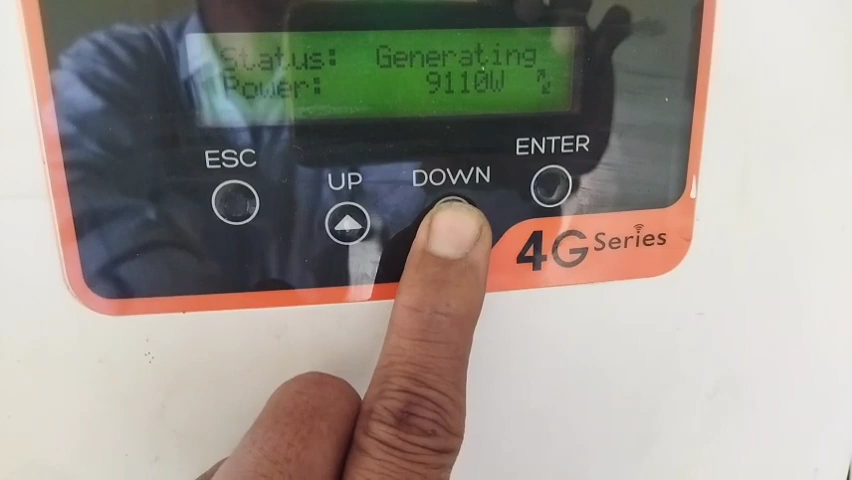 Status: Generating
Power: 9110W
ESC
UP
DOWN
ENTER
4G Series